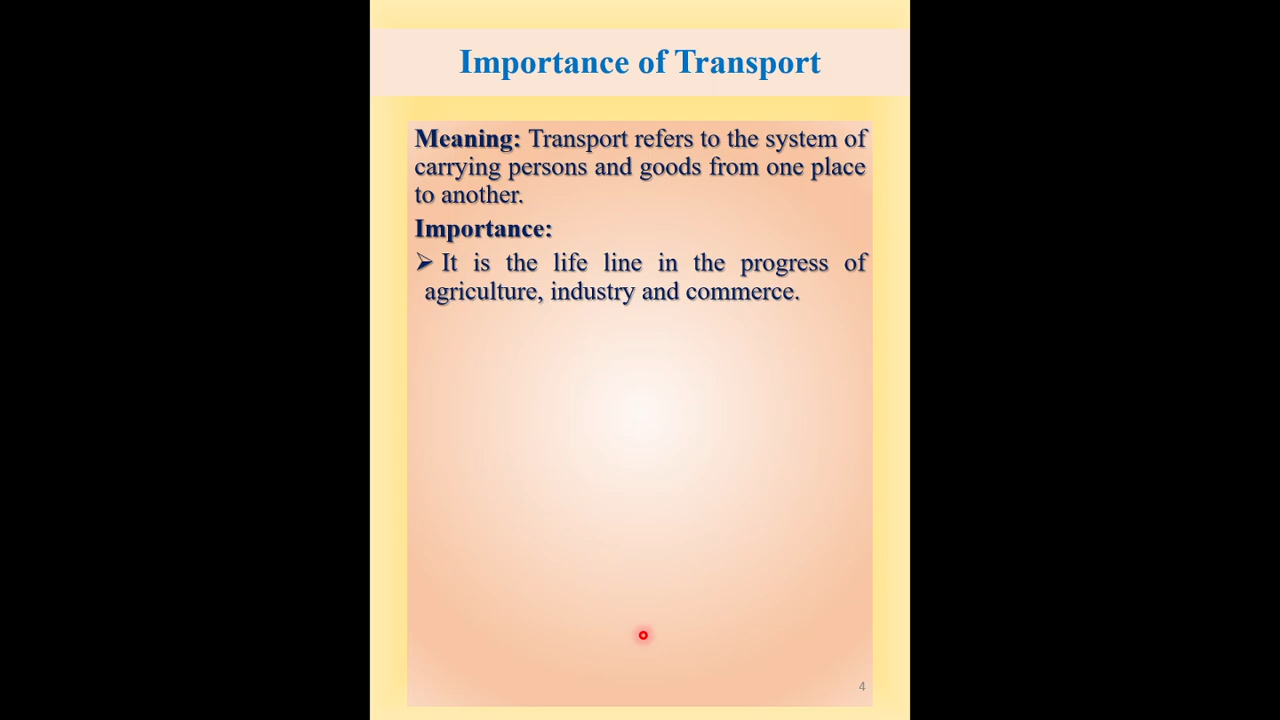 Importance of Transport
Meaning: Transport refers to the system of
carrying persons and goods from one place
to another.
Importance:
➢ It is the life line in the progress of
agriculture, industry and commerce.
4